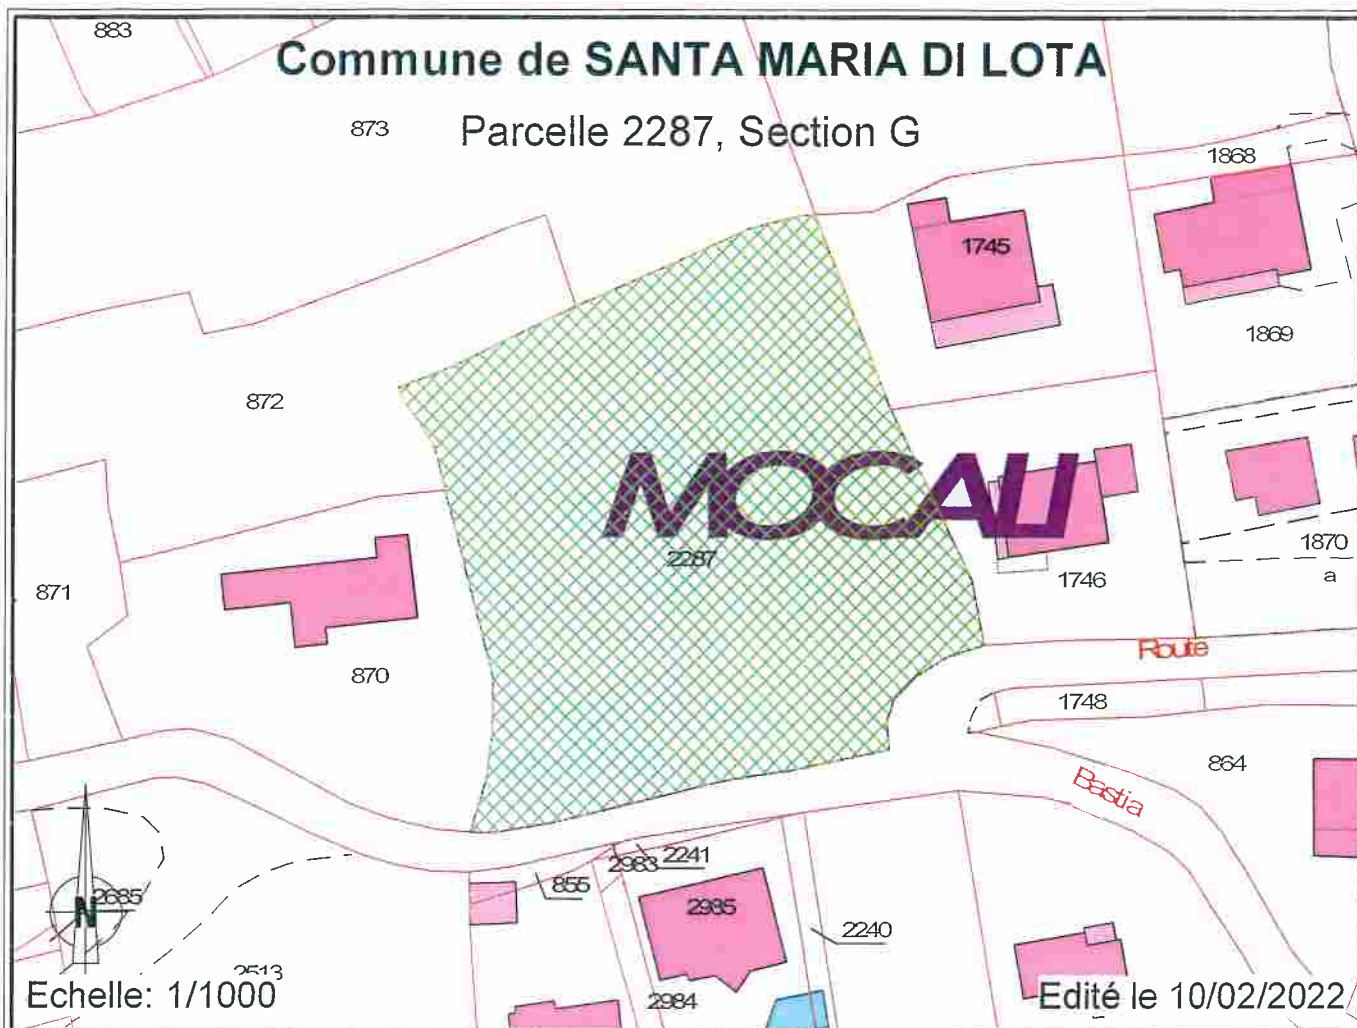 883
Commune de SANTA MARIA DI LOTA
873
Parcelle 2287, Section G
1868
1745
1869
872
MOCALI
2287
1870
871
1746
a
Route
870
1748
864
Bastia
2241
2983
855
2685
2985
N
2240
2513
Echelle: 1/1000
2984
Edité le 10/02/2022